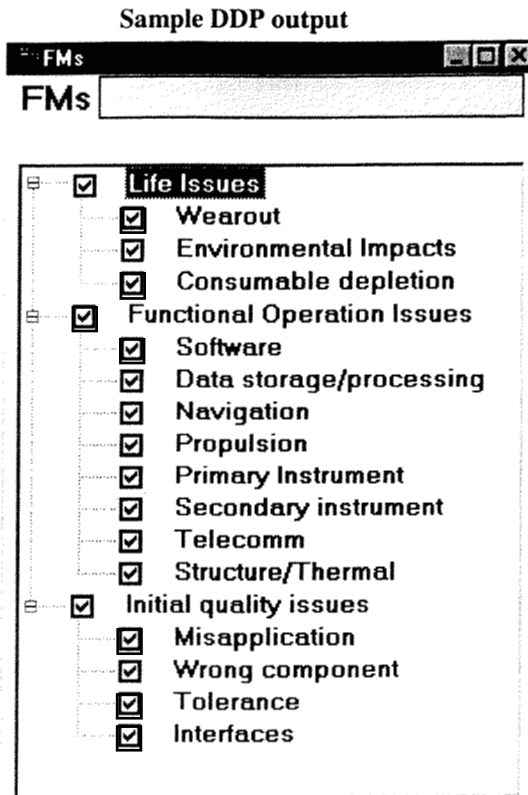 Sample DDP output
FMs
FMs
Life Issues
Wearout
Environmental Impacts
Consumable depletion
Functional Operation Issues
Software
Data storage/processing
Navigation
Propulsion
Primary Instrument
Secondary instrument
Telecomm
Structure/Thermal
Initial quality issues
Misapplication
Wrong component
Tolerance
Interfaces